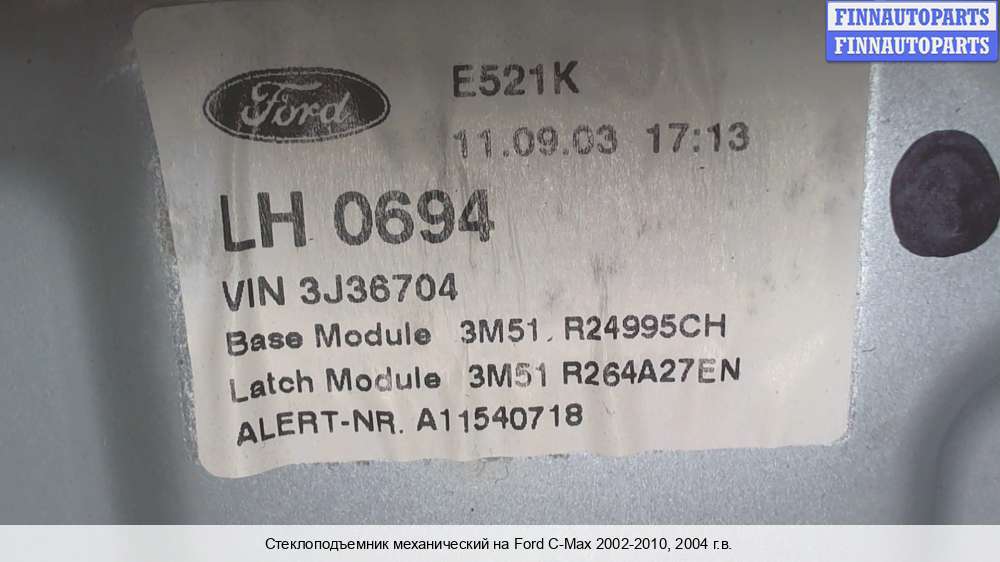 FINNAUTOPARTS
FINNAUTOPARTS
Ford
E521K
11.09.03 17:13
LH 0694
VIN 3J36704
Base Module 3M51 R24995CH
Latch Module 3M51 R264A27EN
ALERT-NR. A11540718
Стеклоподъемник механический на Ford C-Max 2002-2010, 2004 г.в.